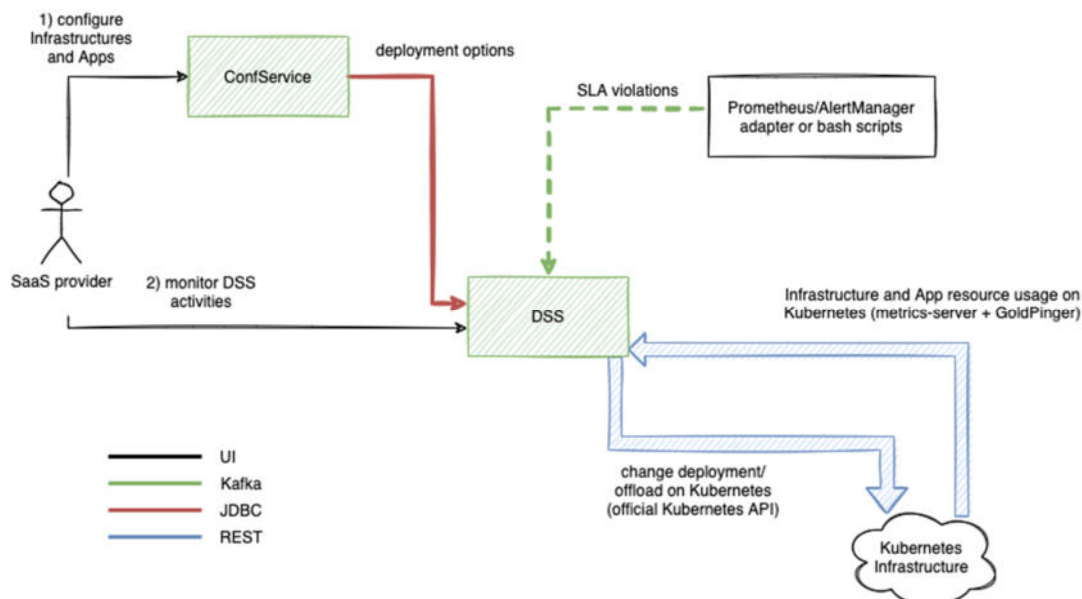 1) configure
Infrastructures
and Apps
ConfService
deployment options
SLA violations
Prometheus/AlertManager
adapter or bash scripts
SaaS provider
2) monitor DSS
activities
DSS
Infrastructure and App resource usage on
Kubernetes (metrics-server + GoldPinger)
UI
Kafka
JDBC
REST
change deployment/
offload on Kubernetes
(official Kubernetes API)
Kubernetes
Infrastructure